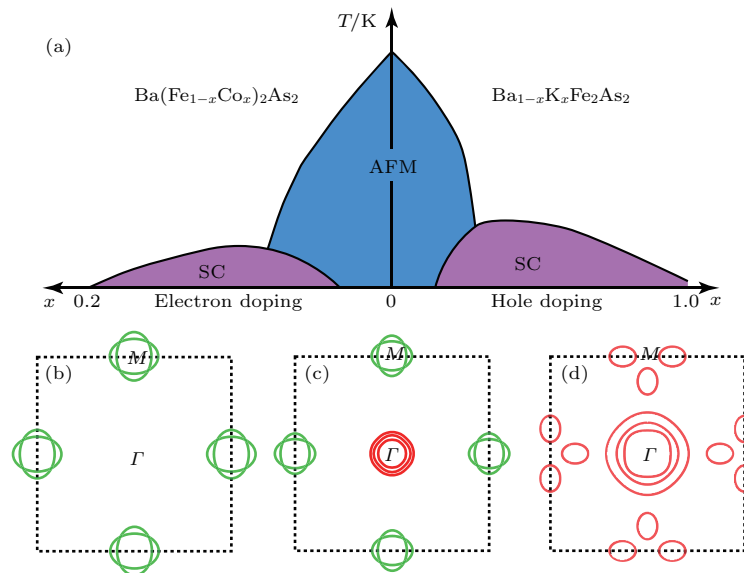 T/K
(a)
Ba(Fe₁₋ₓCoₓ)₂As₂
Ba₁₋ₓKₓFe₂As₂
AFM
SC
SC
x 0.2 Electron doping 0 Hole doping 1.0 x
(b) M
Γ
(c) M
Γ
(d) M
Γ